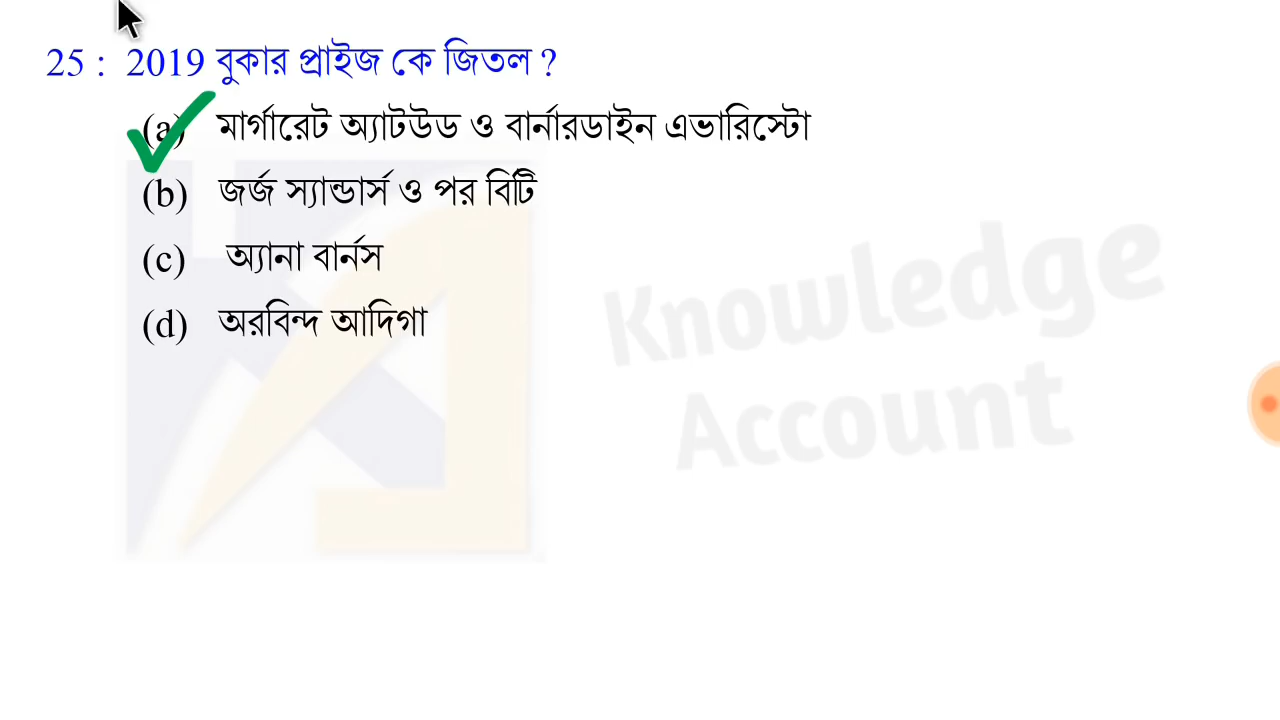 25 : 2019 বুকার প্রাইজ কে জিতল ?
(a) মার্গারেট অ্যাটউড ও বার্নারডাইন এভারিস্টো
(b) জর্জ স্যান্ডার্স ও পর বিটি
(c) অ্যানা বার্নস
(d) অরবিন্দ আদিগা
Knowledge
Account